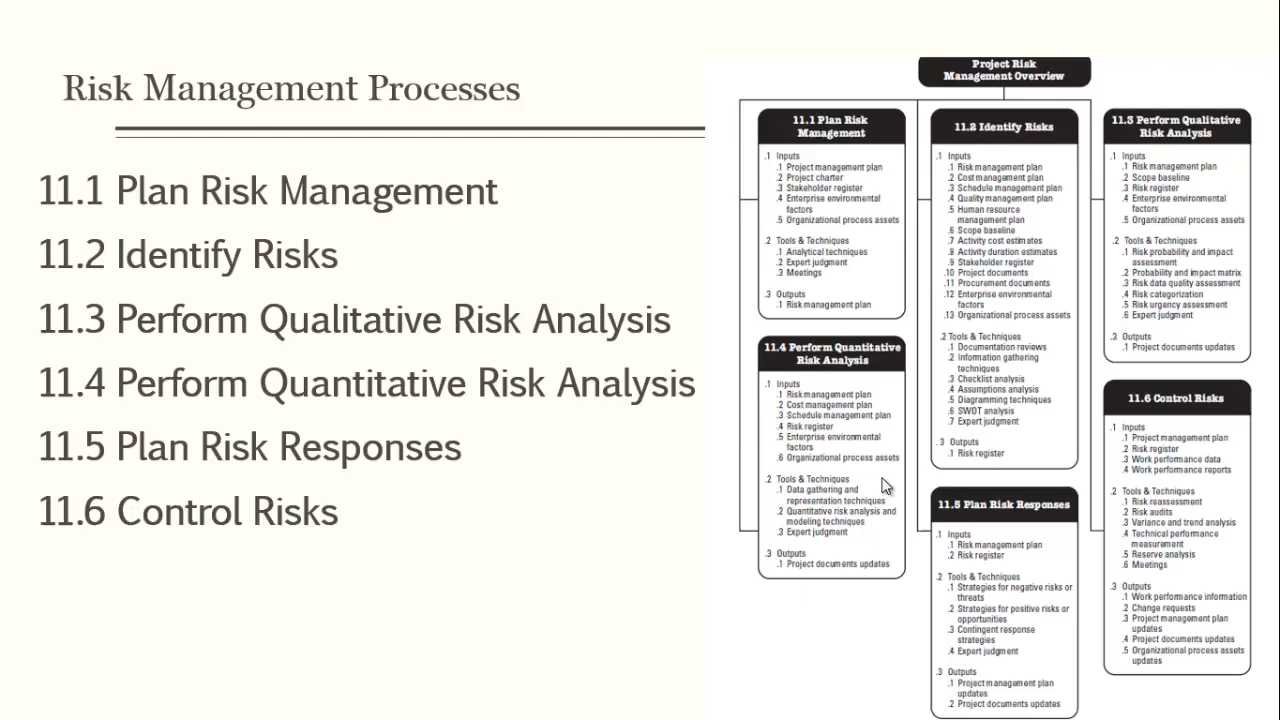 Risk Management Processes
11.1 Plan Risk Management
11.2 Identify Risks
11.3 Perform Qualitative Risk Analysis
11.4 Perform Quantitative Risk Analysis
11.5 Plan Risk Responses
11.6 Control Risks
Project Risk
Management Overview
11.1 Plan Risk
Management
.1 Inputs
.1 Project management plan
.2 Project charter
.3 Stakeholder register
.4 Enterprise environmental
factors
.5 Organizational process assets
.2 Tools & Techniques
.1 Analytical techniques
.2 Expert judgment
.3 Meetings
.3 Outputs
.1 Risk management plan
11.2 Identify Risks
.1 Inputs
.1 Risk management plan
.2 Cost management plan
.3 Schedule management plan
.4 Quality management plan
.5 Human resource
management plan
.6 Scope baseline
.7 Activity cost estimates
.8 Activity duration estimates
.9 Stakeholder register
.10 Project documents
.11 Procurement documents
.12 Enterprise environmental
factors
.13 Organizational process assets
.2 Tools & Techniques
.1 Documentation reviews
.2 Information gathering
techniques
.3 Checklist analysis
.4 Assumptions analysis
.5 Diagramming techniques
.6 SWOT analysis
.7 Expert judgment
.3 Outputs
.1 Risk register
11.3 Perform Qualitative
Risk Analysis
.1 Inputs
.1 Risk management plan
.2 Scope baseline
.3 Risk register
.4 Enterprise environmental
factors
.5 Organizational process assets
.2 Tools & Techniques
.1 Risk probability and impact
assessment
.2 Probability and impact matrix
.3 Risk data quality assessment
.4 Risk categorization
.5 Risk urgency assessment
.6 Expert judgment
.3 Outputs
.1 Project documents updates
11.4 Perform Quantitative
Risk Analysis
.1 Inputs
.1 Risk management plan
.2 Cost management plan
.3 Schedule management plan
.4 Risk register
.5 Enterprise environmental
factors
.6 Organizational process assets
.2 Tools & Techniques
.1 Data gathering and
representation techniques
.2 Quantitative risk analysis and
modeling techniques
.3 Expert judgment
.3 Outputs
.1 Project documents updates
11.5 Plan Risk Responses
.1 Inputs
.1 Risk management plan
.2 Risk register
.2 Tools & Techniques
.1 Strategies for negative risks or
threats
.2 Strategies for positive risks or
opportunities
.3 Contingent response
strategies
.4 Expert judgment
.3 Outputs
.1 Project management plan
updates
.2 Project documents updates
11.6 Control Risks
.1 Inputs
.1 Project management plan
.2 Risk register
.3 Work performance data
.4 Work performance reports
.2 Tools & Techniques
.1 Risk reassessment
.2 Risk audits
.3 Variance and trend analysis
.4 Technical performance
measurement
.5 Reserve analysis
.6 Meetings
.3 Outputs
.1 Work performance information
.2 Change requests
.3 Project management plan
updates
.4 Project documents updates
.5 Organizational process assets
updates